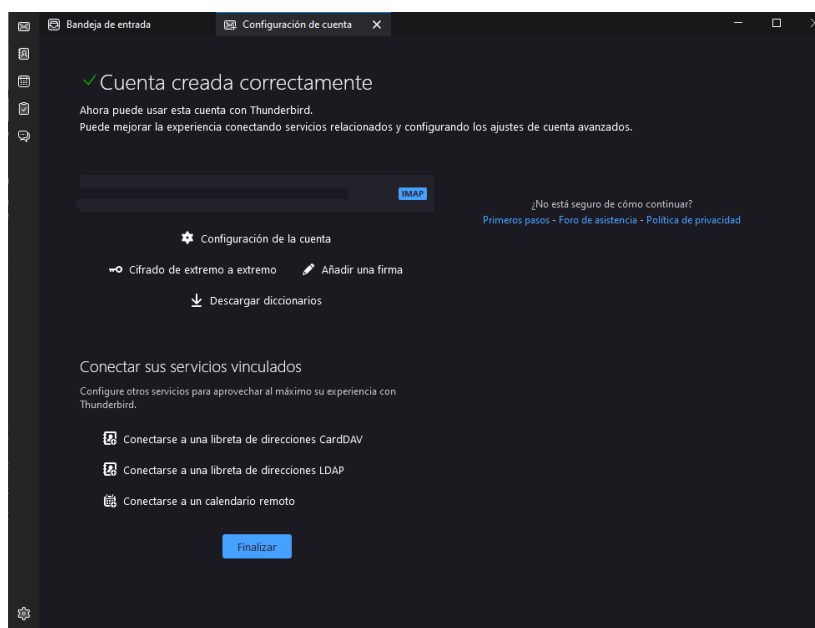 Bandeja de entrada
Configuración de cuenta
Cuenta creada correctamente
Ahora puede usar esta cuenta con Thunderbird.
Puede mejorar la experiencia conectando servicios relacionados y configurando los ajustes de cuenta avanzados.
IMAP
¿No está seguro de cómo continuar?
Primeros pasos - Foro de asistencia - Política de privacidad
Configuración de la cuenta
Cifrado de extremo a extremo
Añadir una firma
Descargar diccionarios
Conectar sus servicios vinculados
Configure otros servicios para aprovechar al máximo su experiencia con
Thunderbird.
Conectarse a una libreta de direcciones CardDAV
Conectarse a una libreta de direcciones LDAP
Conectarse a un calendario remoto
Finalizar